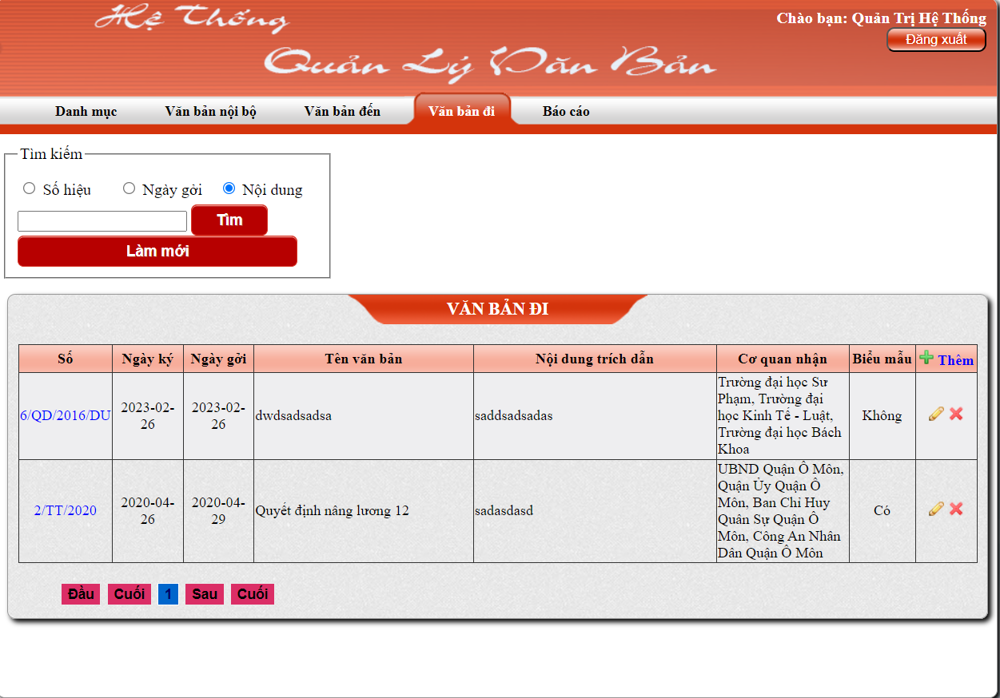 Hệ Thống
Quản Lý Văn Bản
Chào bạn: Quản Trị Hệ Thống
Đăng xuất
Danh mục
Văn bản nội bộ
Văn bản đến
Văn bản đi
Báo cáo
Tìm kiếm
Số hiệu
Ngày gởi
Nội dung
Tìm
Làm mới
VĂN BẢN ĐI
Số
Ngày ký
Ngày gởi
Tên văn bản
Nội dung trích dẫn
Cơ quan nhận
Biểu mẫu
Thêm
6/QD/2016/DU
2023-02-
26
2023-02-
26
dwdsadsadsa
saddsadsadas
Trường đại học Sư
Phạm, Trường đại
học Kinh Tế - Luật,
Trường đại học Bách
Khoa
Không
2/TT/2020
2020-04-
26
2020-04-
29
Quyết định nâng lương 12
sadasdasd
UBND Quận Ô Môn,
Quận Ủy Quận Ô
Môn, Ban Chi Huy
Quân Sự Quận Ô
Môn, Công An Nhân
Dân Quận Ô Môn
Có
Đầu
Cuối
1
Sau
Cuối